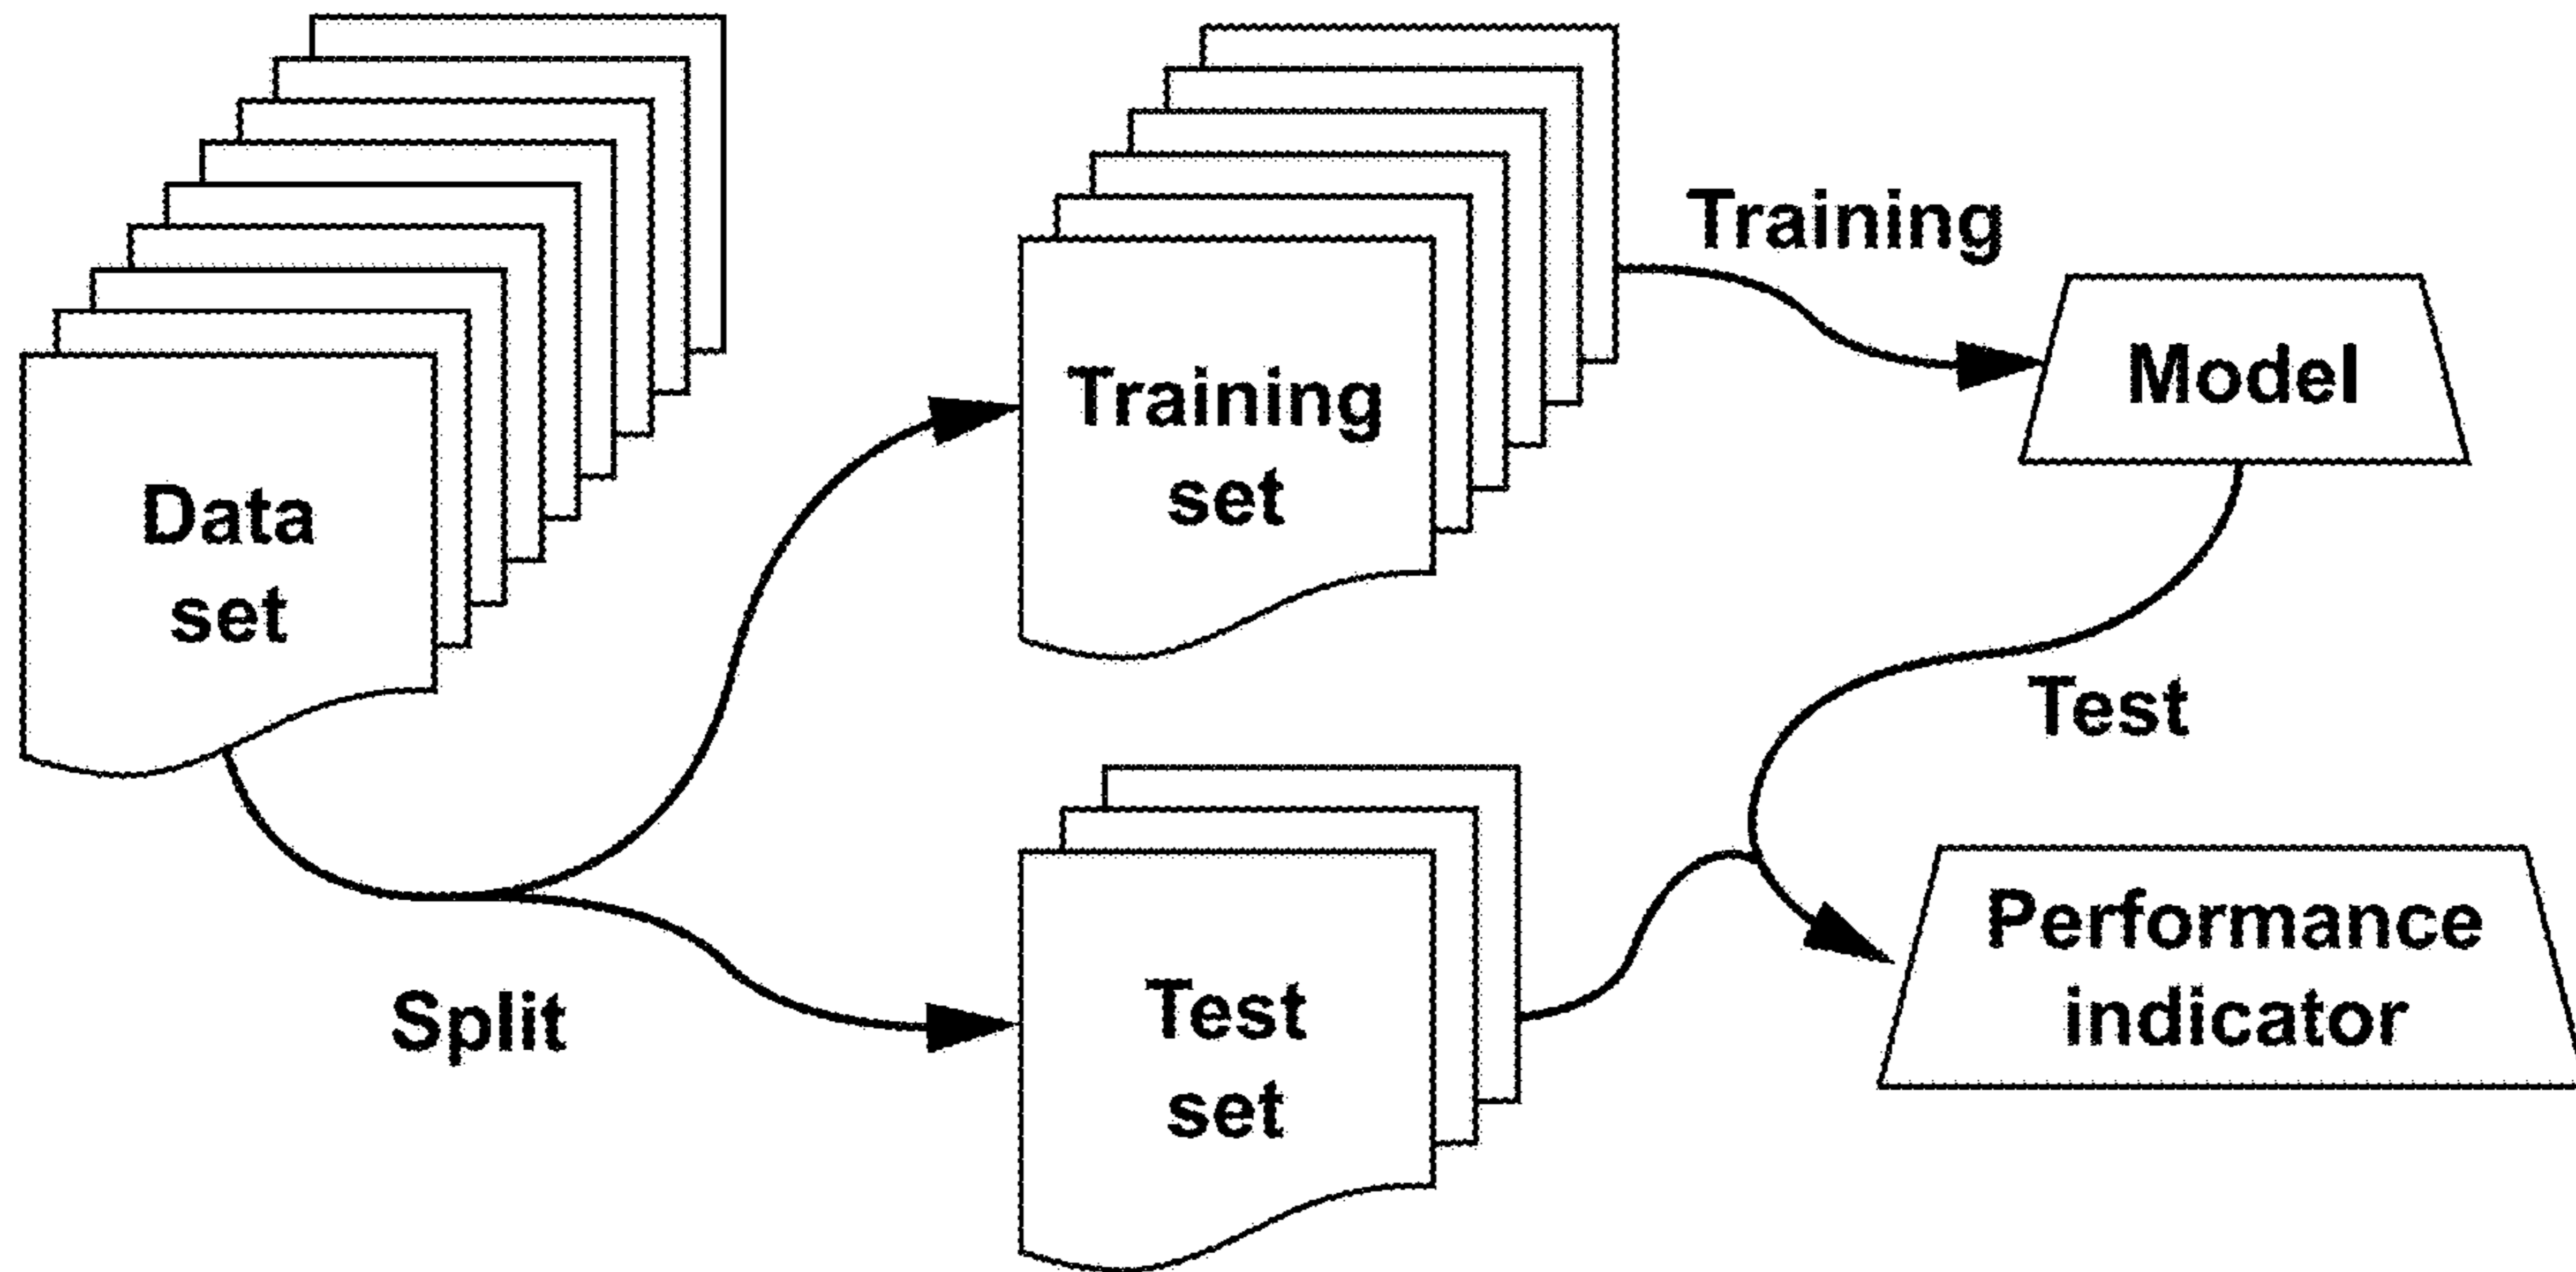 Data
set
Split
Training
set
Test
set
Training
Model
Test
Performance
indicator